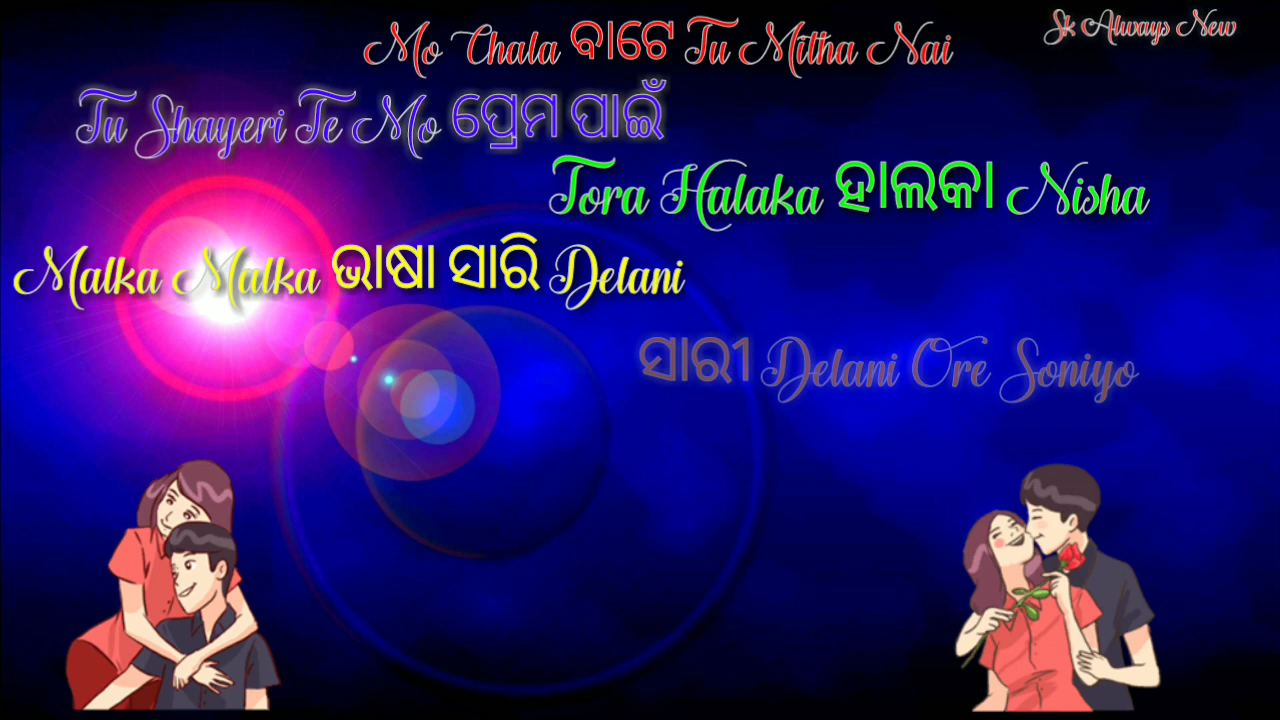 Sk Always New
Mo Chala ବାଟେ Tu Mitha Nai
Tu Shayeri Te Mo ପ୍ରେମ ପାଇଁ
Tora Halaka ହାଲକା Nisha
Malka Malka ଭାଷା ସାରି Delani
ସାରୀ Delani Ore Soniyo